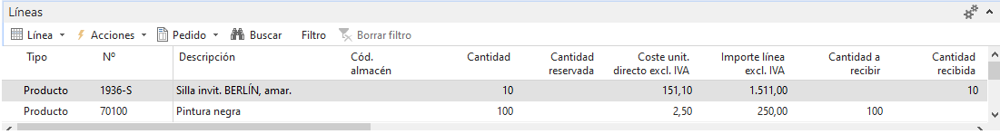 Líneas
Línea Acciones Pedido Buscar Filtro Borrar filtro
Tipo Nº Descripción Cód. almacén Cantidad Cantidad reservada Coste unit. directo excl. IVA Importe línea excl. IVA Cantidad a recibir Cantidad recibida
Producto 1936-S Silla invit. BERLÍN, amar. 10 151,10 1.511,00 10
Producto 70100 Pintura negra 100 2,50 250,00 100